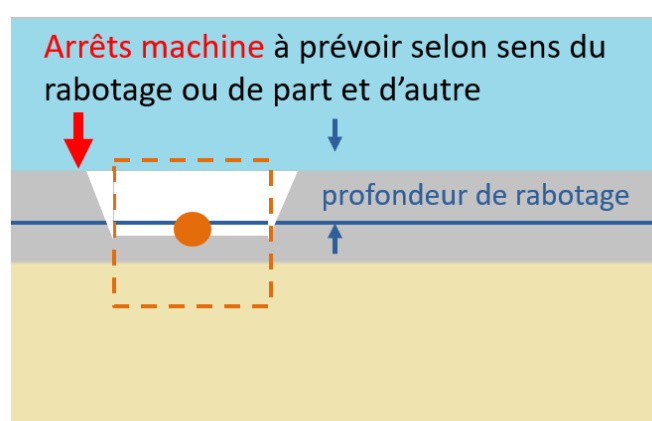 Arrêts machine à prévoir selon sens du
rabotage ou de part et d'autre
profondeur de rabotage